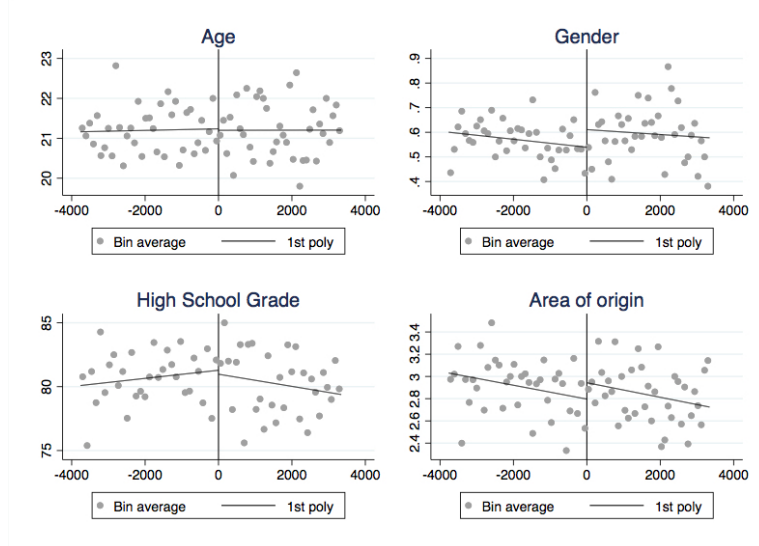 Age
23
22
21
20
-4000 -2000 0 2000 4000
Bin average 1st poly
Gender
.9
.8
.7
.6
.5
.4
-4000 -2000 0 2000 4000
Bin average 1st poly
High School Grade
85
80
75
-4000 -2000 0 2000 4000
Bin average 1st poly
Area of origin
3.4
3.2
3
2.8
2.6
2.4
-4000 -2000 0 2000 4000
Bin average 1st poly